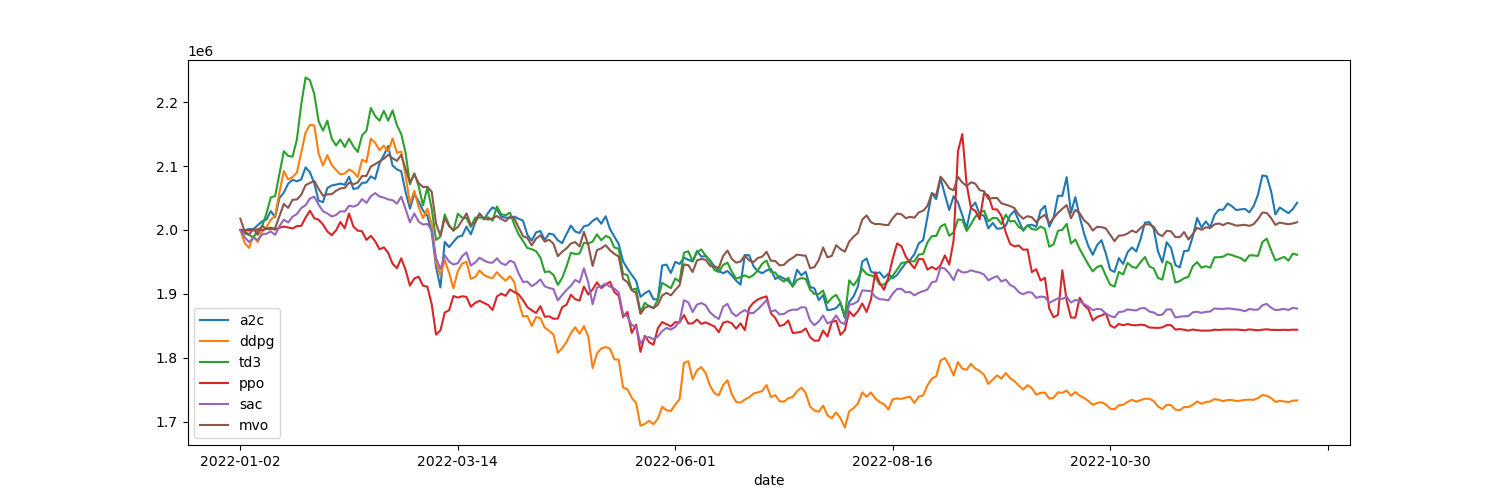 1e6
2.2
2.1
2.0
1.9
1.8
1.7
a2c
ddpg
td3
ppo
sac
mvo
2022-01-02 2022-03-14 2022-06-01 2022-08-16 2022-10-30
date